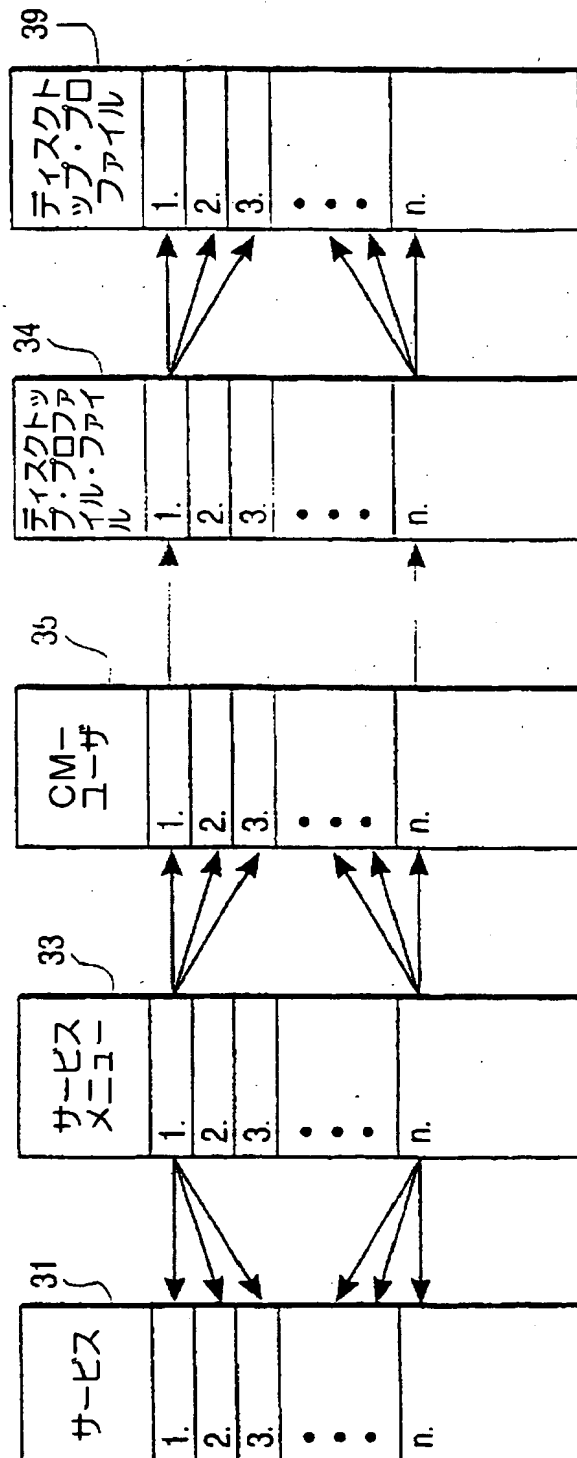 31
サービス
1.
2.
3.
n.
33
サービス
メニュー
1.
2.
3.
n.
35
CMー
ユーザ
1.
2.
3.
n.
34
ディスクトッ
プ・プロファ
イル・ファイ
ル
1.
2.
3.
n.
39
ディスクト
ップ・プロ
ファイル
1.
2.
3.
n.